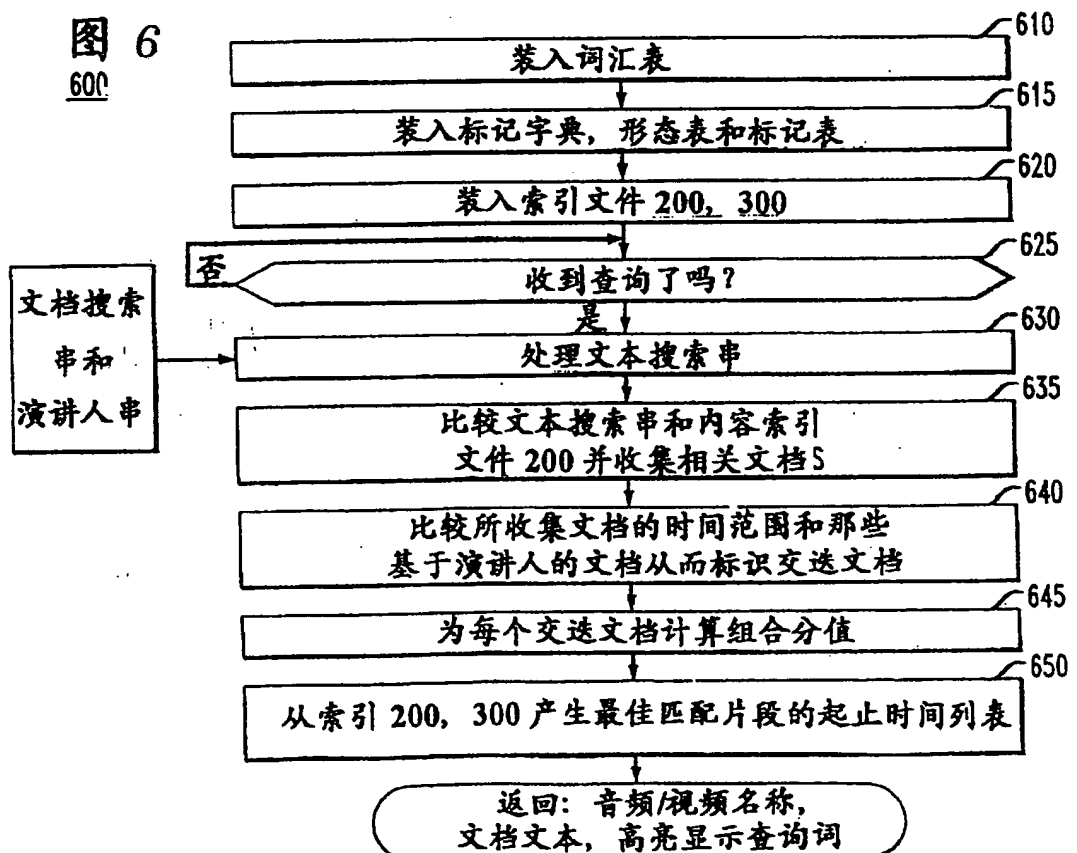 图 6
600
装入词汇表
610
装入标记字典, 形态表和标记表
615
装入索引文件 200, 300
620
否
收到查询了吗?
625
是
文档搜索
串和
演讲人串
处理文本搜索串
630
比较文本搜索串和内容索引
文件 200 并收集相关文档S
635
比较所收集文档的时间范围和那些
基于演讲人的文档从而标识交迭文档
640
为每个交迭文档计算组合分值
645
从索引 200, 300 产生最佳匹配片段的起止时间列表
650
返回: 音频/视频名称,
文档文本, 高亮显示查询词